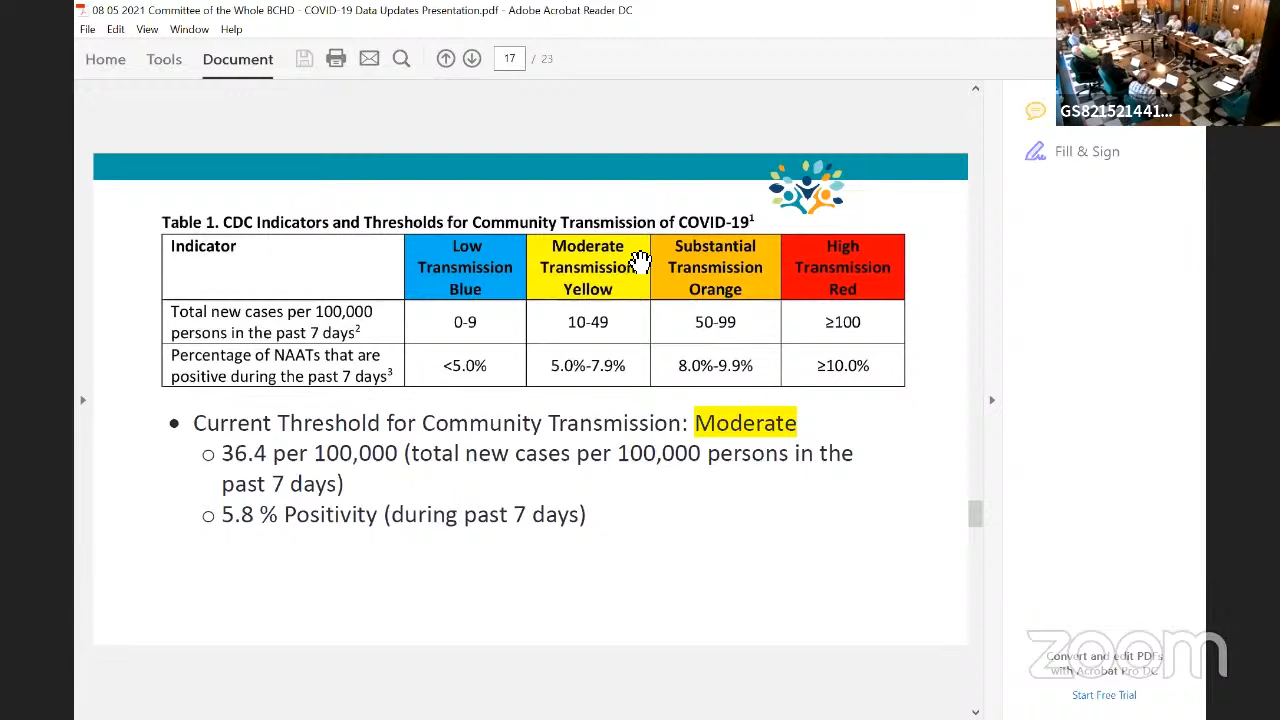 08 05 2021 Committee of the Whole BCHD - COVID-19 Data Updates Presentation.pdf - Adobe Acrobat Reader DC
File Edit View Window Help
Home Tools Document 17 / 23
GS821521441...
Fill & Sign
Table 1. CDC Indicators and Thresholds for Community Transmission of COVID-19¹
Indicator
Low
Transmission
Blue
Moderate
Transmission
Yellow
Substantial
Transmission
Orange
High
Transmission
Red
Total new cases per 100,000
persons in the past 7 days²
0-9
10-49
50-99
≥100
Percentage of NAATs that are
positive during the past 7 days³
<5.0%
5.0%-7.9%
8.0%-9.9%
≥10.0%
• Current Threshold for Community Transmission: Moderate
○ 36.4 per 100,000 (total new cases per 100,000 persons in the
past 7 days)
○ 5.8 % Positivity (during past 7 days)
zoom
Convert and edit PDFs
with Acrobat Pro DC
Start Free Trial